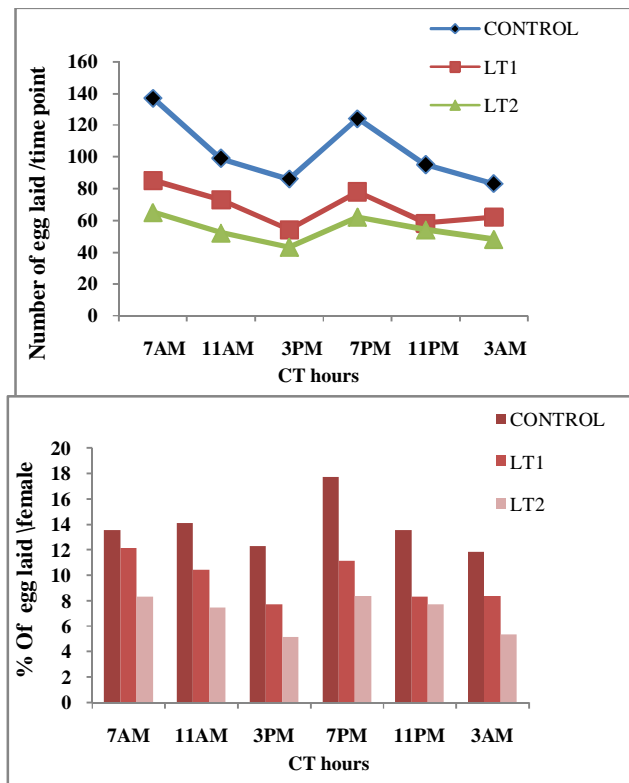 CONTROL
LT1
LT2
160
140
120
100
80
60
40
20
0
Number of egg laid /time point
7AM 11AM 3PM 7PM 11PM 3AM
CT hours
CONTROL
LT1
LT2
20
18
16
14
12
10
8
6
4
2
0
% Of egg laid \female
7AM 11AM 3PM 7PM 11PM 3AM
CT hours